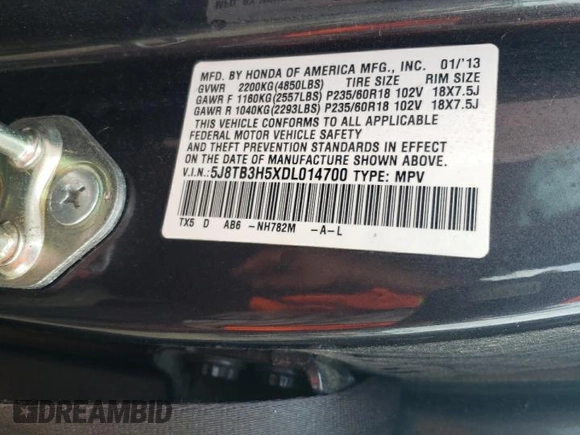 MFD. BY HONDA OF AMERICA MFG., INC. 01/'13
GVWR 2200KG(4850LBS) TIRE SIZE RIM SIZE
GAWR F 1160KG(2557LBS) P235/60R18 102V 18X7.5J
GAWR R 1040KG(2293LBS) P235/60R18 102V 18X7.5J
THIS VEHICLE CONFORMS TO ALL APPLICABLE
FEDERAL MOTOR VEHICLE SAFETY
AND THEFT PREVENTION STANDARDS IN EFFECT
ON THE DATE OF MANUFACTURE SHOWN ABOVE.
V.I.N.:5J8TB3H5XDL014700 TYPE: MPV
TX5 D AB6 -NH782M -A-L
DREAMBID